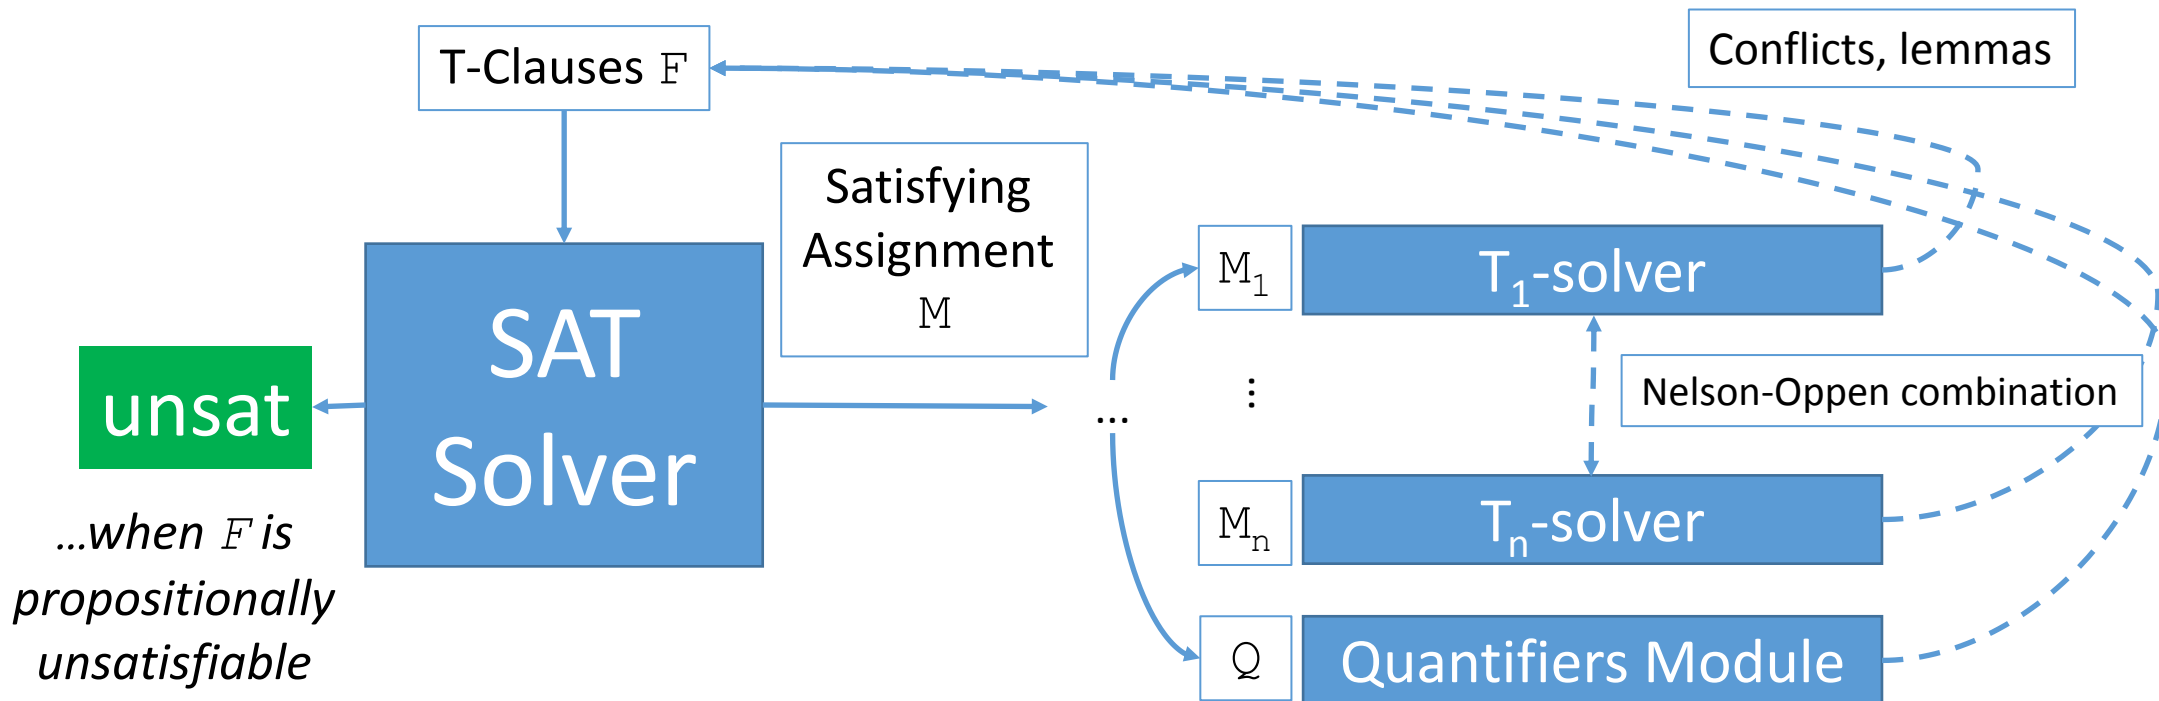 T-Clauses F
Conflicts, lemmas
Satisfying
Assignment
M
M1
T1-solver
SAT
Solver
unsat
...
⋮
Nelson-Oppen combination
Mn
Tn-solver
…when F is
propositionally
unsatisfiable
Q
Quantifiers Module